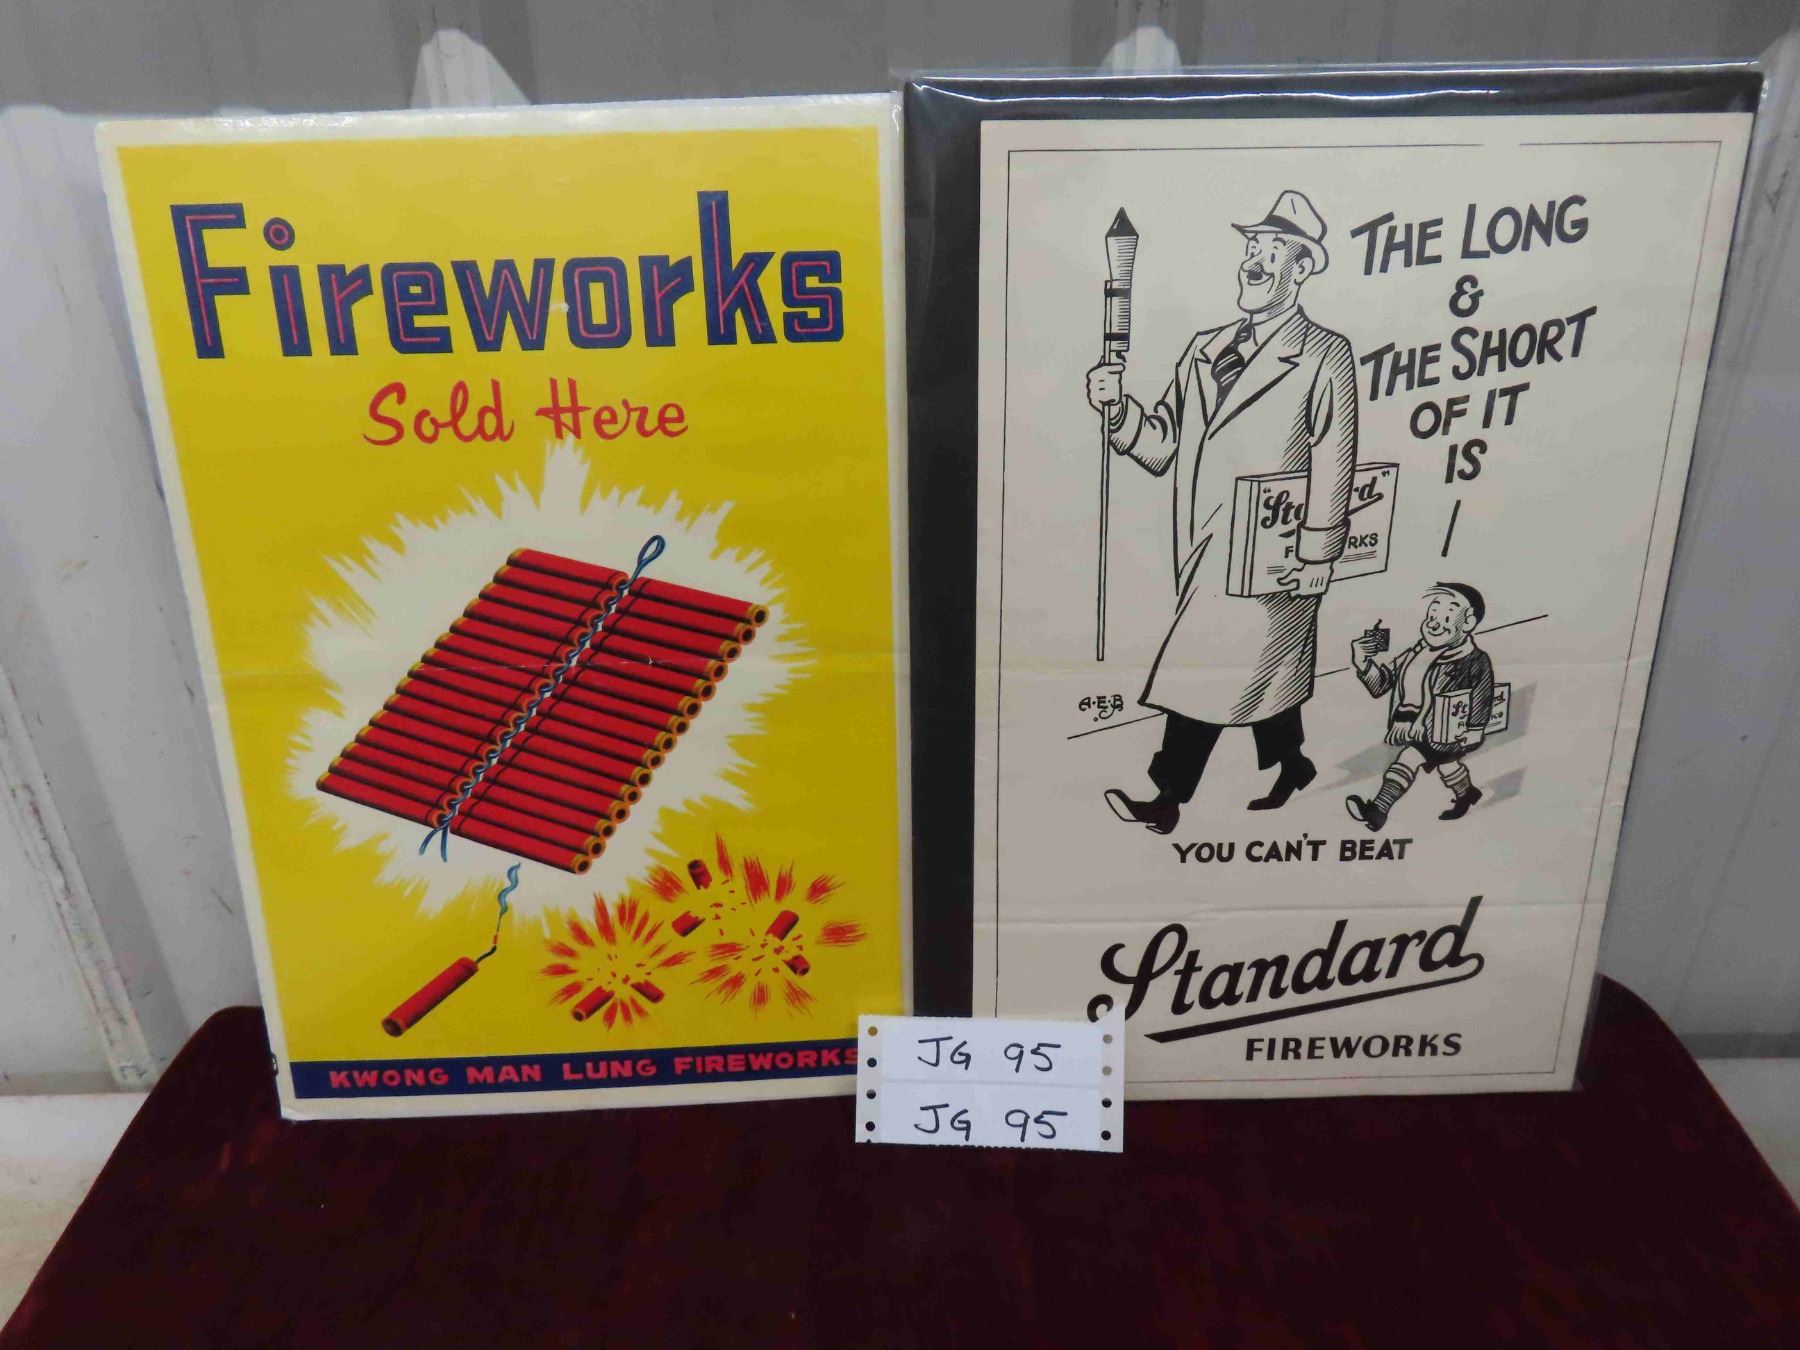 Fireworks
Sold Here
KWONG MAN LUNG FIREWORKS
THE LONG
&
THE SHORT
OF IT
IS
A.E.B.
YOU CAN'T BEAT
Standard
FIREWORKS
JG 95
JG 95